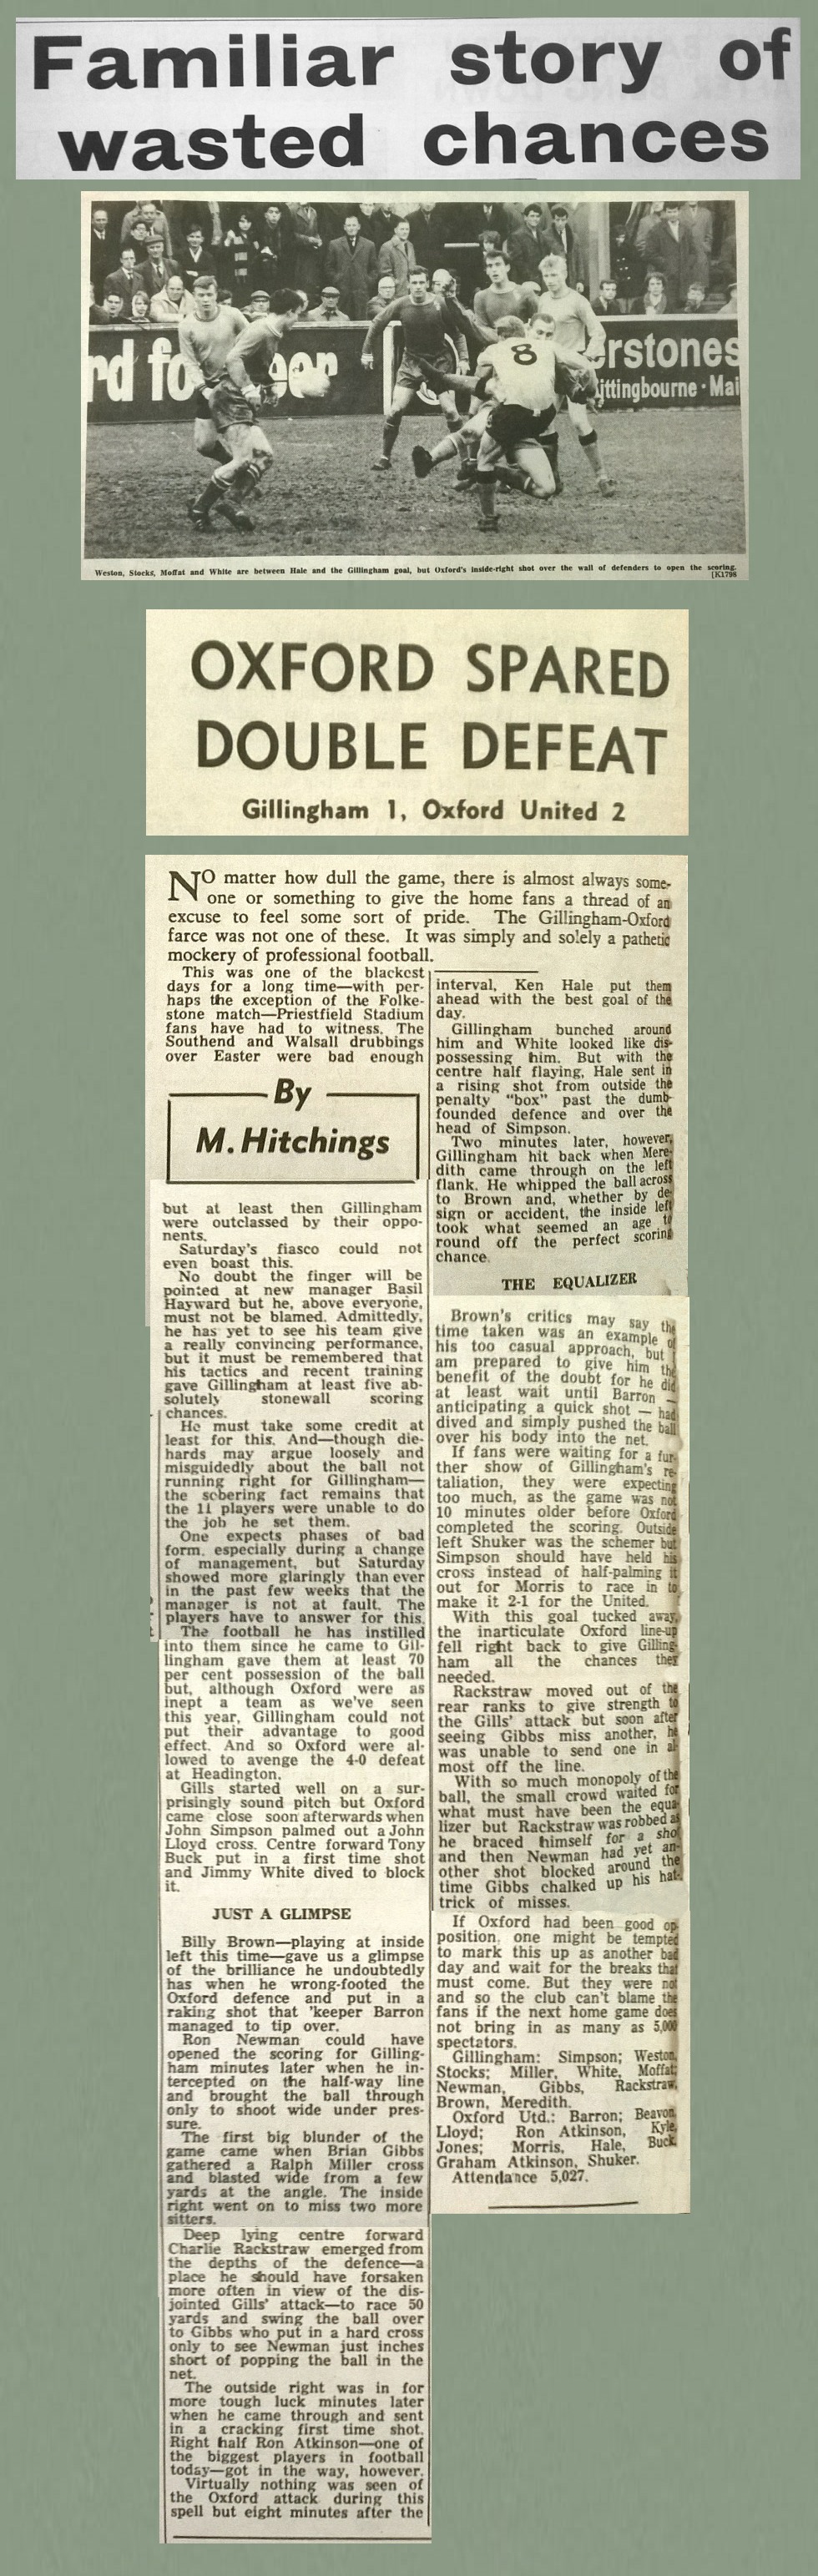 Familiar story of
wasted chances
8
rd fo
eer
erstones
ittingbourne · Mai
Weston, Stocks, Moffat and White are between Hale and the Gillingham goal, but Oxford's inside-right shot over the wall of defenders to open the scoring.
[K1798
OXFORD SPARED
DOUBLE DEFEAT
Gillingham 1, Oxford United 2
NO matter how dull the game, there is almost always some-
one or something to give the home fans a thread of an
excuse to feel some sort of pride. The Gillingham-Oxford
farce was not one of these. It was simply and solely a pathetic
mockery of professional football.
This was one of the blackest
days for a long time—with per-
haps the exception of the Folke-
stone match—Priestfield Stadium
fans have had to witness. The
Southend and Walsall drubbings
over Easter were bad enough
By
M. Hitchings
but at least then Gillingham
were outclassed by their oppo-
nents.
Saturday's fiasco could not
even boast this.
No doubt the finger will be
pointed at new manager Basil
Hayward but he, above everyone,
must not be blamed. Admittedly,
he has yet to see his team give
a really convincing performance,
but it must be remembered that
his tactics and recent training
gave Gillingham at least five ab-
solutely stonewall scoring
chances.
He must take some credit at
least for this. And—though die-
hards may argue loosely and
misguidedly about the ball not
running right for Gillingham—
the sobering fact remains that
the 11 players were unable to do
the job he set them.
One expects phases of bad
form, especially during a change
of management, but Saturday
showed more glaringly than ever
in the past few weeks that the
manager is not at fault. The
players have to answer for this.
The football he has instilled
into them since he came to Gil-
lingham gave them at least 70
per cent possession of the ball
but, although Oxford were as
inept a team as we've seen
this year, Gillingham could not
put their advantage to good
effect. And so Oxford were al-
lowed to avenge the 4-0 defeat
at Headington.
Gills started well on a sur-
prisingly sound pitch but Oxford
came close soon afterwards when
John Simpson palmed out a John
Lloyd cross. Centre forward Tony
Buck put in a first time shot
and Jimmy White dived to block
it.
JUST A GLIMPSE
Billy Brown—playing at inside
left this time—gave us a glimpse
of the brilliance he undoubtedly
has when he wrong-footed the
Oxford defence and put in a
raking shot that 'keeper Barron
managed to tip over.
Ron Newman could have
opened the scoring for Gilling-
ham minutes later when he in-
tercepted on the half-way line
and brought the ball through
only to shoot wide under pres-
sure.
The first big blunder of the
game came when Brian Gibbs
gathered a Ralph Miller cross
and blasted wide from a few
yards at the angle. The inside
right went on to miss two more
sitters.
Deep lying centre forward
Charlie Rackstraw emerged from
the depths of the defence—a
place he should have forsaken
more often in view of the dis-
jointed Gills' attack—to race 50
yards and swing the ball over
to Gibbs who put in a hard cross
only to see Newman just inches
short of popping the ball in the
net.
The outside right was in for
more tough luck minutes later
when he came through and sent
in a cracking first time shot.
Right half Ron Atkinson—one of
the biggest players in football
today—got in the way, however.
Virtually nothing was seen of
the Oxford attack during this
spell but eight minutes after the
interval, Ken Hale put them
ahead with the best goal of the
day.
Gillingham bunched around
him and White looked like dis-
possessing him. But with the
centre half flaying, Hale sent in
a rising shot from outside the
penalty "box" past the dumb-
founded defence and over the
head of Simpson.
Two minutes later, however,
Gillingham hit back when Mere-
dith came through on the left
flank. He whipped the ball across
to Brown and, whether by de-
sign or accident, the inside left
took what seemed an age to
round off the perfect scoring
chance.
THE EQUALIZER
Brown's critics may say the
time taken was an example of
his too casual approach, but I
am prepared to give him the
benefit of the doubt for he did
at least wait until Barron —
anticipating a quick shot — had
dived and simply pushed the ball
over his body into the net.
If fans were waiting for a fur-
ther show of Gillingham's re-
taliation, they were expecting
too much, as the game was not
10 minutes older before Oxford
completed the scoring. Outside
left Shuker was the schemer but
Simpson should have held his
cross instead of half-palming it
out for Morris to race in to
make it 2-1 for the United.
With this goal tucked away,
the inarticulate Oxford line-up
fell right back to give Gilling-
ham all the chances they
needed.
Rackstraw moved out of the
rear ranks to give strength to
the Gills' attack but soon after
seeing Gibbs miss another, he
was unable to send one in al-
most off the line.
With so much monopoly of the
ball, the small crowd waited for
what must have been the equa-
lizer but Rackstraw was robbed as
he braced himself for a shot
and then Newman had yet an-
other shot blocked around the
time Gibbs chalked up his hat-
trick of misses.
If Oxford had been good op-
position, one might be tempted
to mark this up as another bad
day and wait for the breaks that
must come. But they were not
and so the club can't blame the
fans if the next home game does
not bring in as many as 5,000
spectators.
Gillingham: Simpson; Weston,
Stocks; Miller, White, Moffat;
Newman, Gibbs, Rackstraw,
Brown, Meredith.
Oxford Utd.: Barron; Beavon,
Lloyd; Ron Atkinson, Kyle,
Jones; Morris, Hale, Buck,
Graham Atkinson, Shuker.
Attendance 5,027.